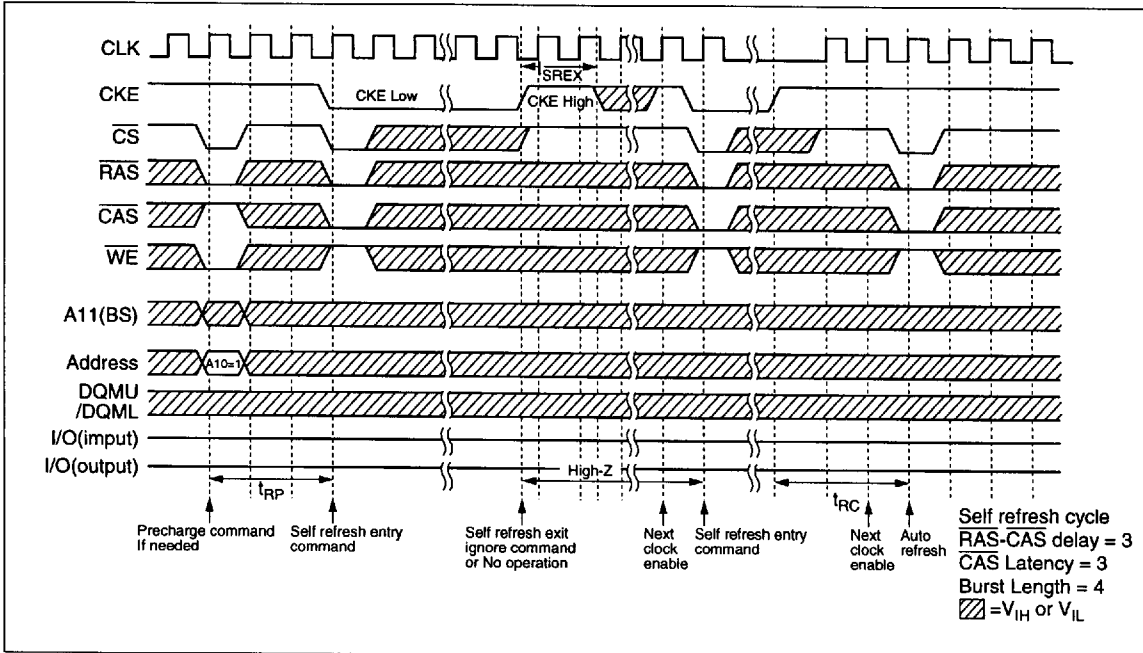 CLK
SREX
CKE
CKE Low
CKE High
CS
RAS
CAS
WE
A11(BS)
Address
A10=1
DQMU
/DQML
I/O(imput)
I/O(output)
High-Z
tRP
tRC
Precharge command
If needed
Self refresh entry
command
Self refresh exit
ignore command
or No operation
Next
clock
enable
Self refresh entry
command
Next
clock
enable
Auto
refresh
Self refresh cycle
RAS-CAS delay = 3
CAS Latency = 3
Burst Length = 4
=VIH or VIL